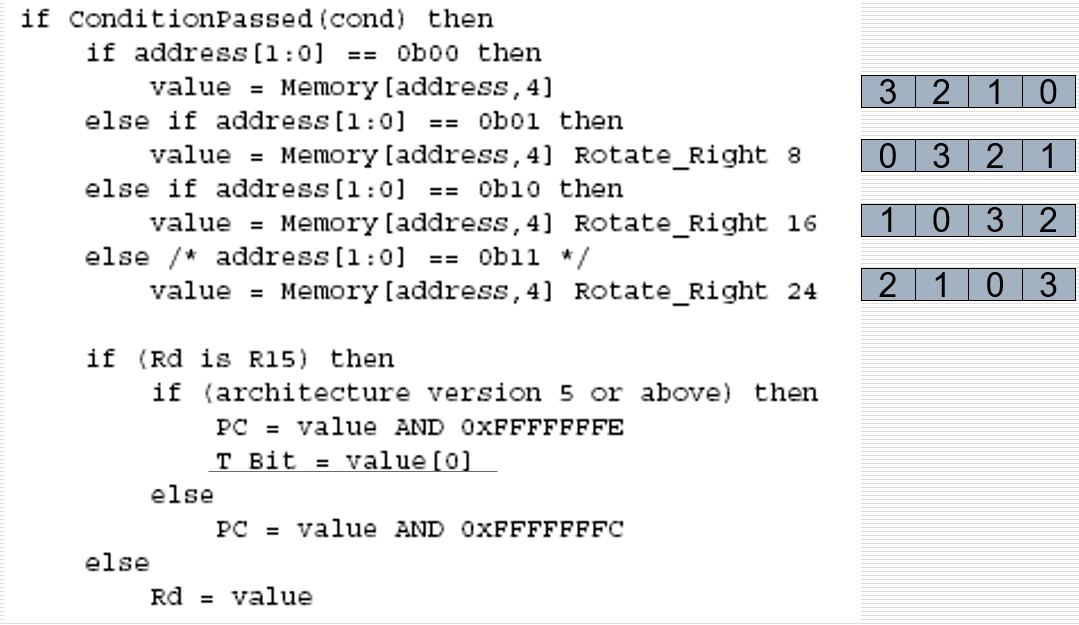 if ConditionPassed(cond) then
if address[1:0] == 0b00 then
value = Memory[address,4]
3 2 1 0
else if address[1:0] == 0b01 then
value = Memory[address,4] Rotate_Right 8
0 3 2 1
else if address[1:0] == 0b10 then
value = Memory[address,4] Rotate_Right 16
1 0 3 2
else /* address[1:0] == 0b11 */
value = Memory[address,4] Rotate_Right 24
2 1 0 3
if (Rd is R15) then
if (architecture version 5 or above) then
PC = value AND 0xFFFFFFFE
T Bit = value[0]
else
PC = value AND 0xFFFFFFFC
else
Rd = value